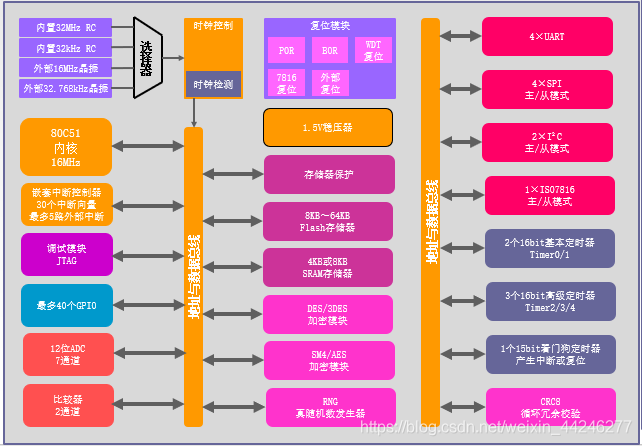 内置32MHz RC
内置32kHz RC
外部16MHz晶振
外部32.768kHz晶振
选择器
时钟控制
时钟检测
复位模块
POR
BOR
WDT
复位
7816
复位
外部
复位
1.5V稳压器
80C51
内核
16MHz
嵌套中断控制器
30个中断向量
最多5路外部中断
调试模块
JTAG
最多40个GPIO
12位ADC
7通道
比较器
2通道
地址与数据总线
存储器保护
8KB～64KB
Flash存储器
4KB或8KB
SRAM存储器
DES/3DES
加密模块
SM4/AES
加密模块
RNG
真随机数发生器
地址与数据总线
4×UART
4×SPI
主/从模式
2×I²C
主/从模式
1×ISO7816
主/从模式
2个16bit基本定时器
Timer0/1
3个16bit高级定时器
Timer2/3/4
1个15bit看门狗定时器
产生中断或复位
CRCS
循环冗余校验
https://blog.csdn.net/weixin_44246277